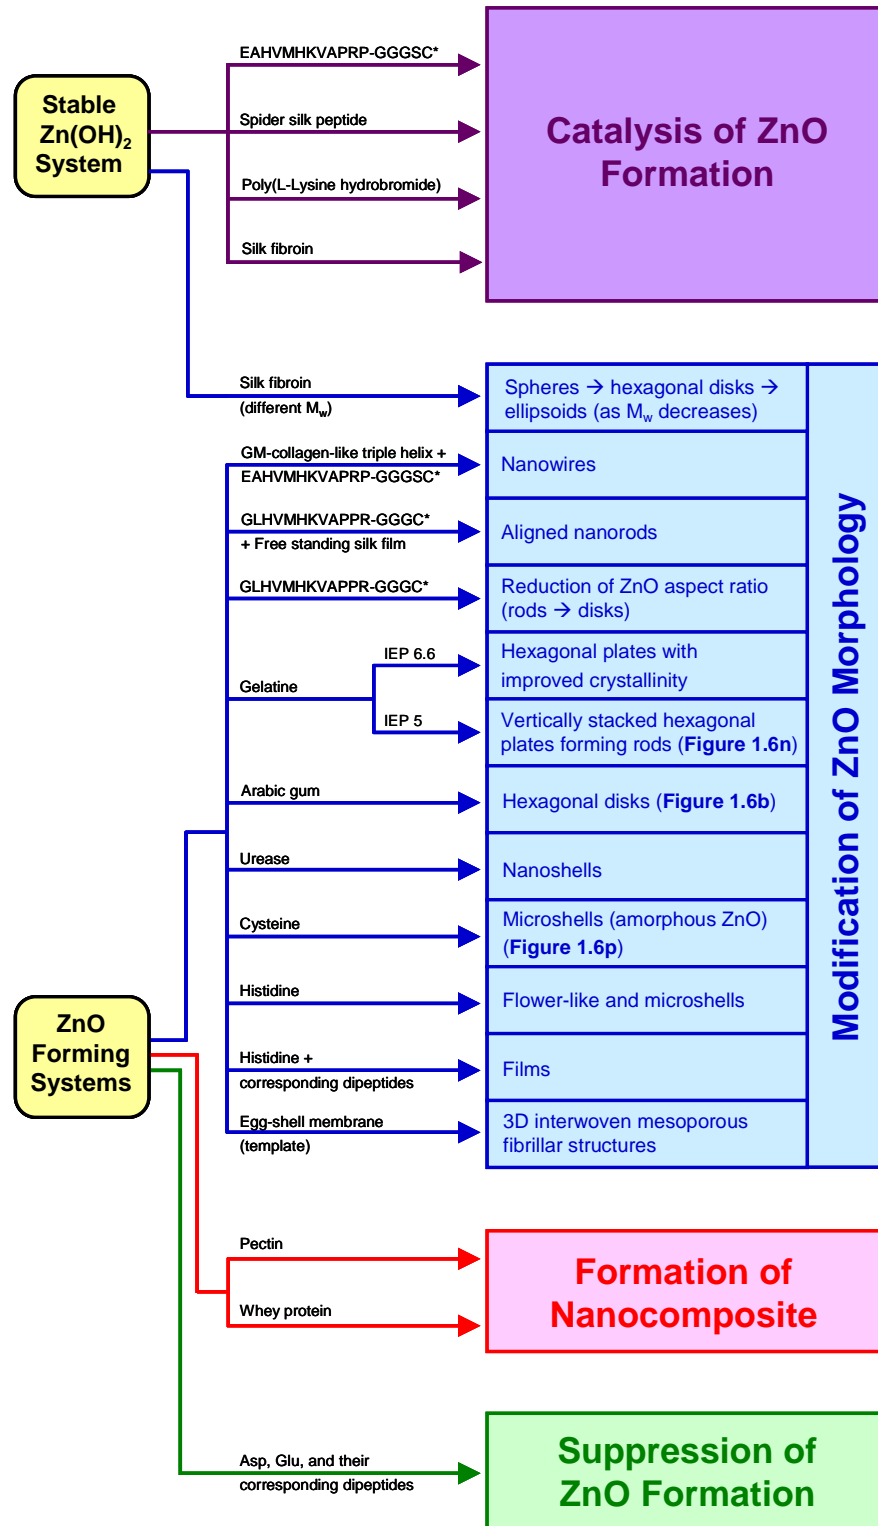 Stable
Zn(OH)2
System
EAHVMHKVAPRP-GGGSC*
Spider silk peptide
Poly(L-Lysine hydrobromide)
Silk fibroin
Catalysis of ZnO
Formation
Silk fibroin
(different Mw)
Spheres → hexagonal disks →
ellipsoids (as Mw decreases)
GM-collagen-like triple helix +
EAHVMHKVAPRP-GGGSC*
Nanowires
GLHVMHKVAPPR-GGGC*
+ Free standing silk film
Aligned nanorods
GLHVMHKVAPPR-GGGC*
Reduction of ZnO aspect ratio
(rods → disks)
Gelatine
IEP 6.6
Hexagonal plates with
improved crystallinity
IEP 5
Vertically stacked hexagonal
plates forming rods (Figure 1.6n)
Arabic gum
Hexagonal disks (Figure 1.6b)
Urease
Nanoshells
Cysteine
Microshells (amorphous ZnO)
(Figure 1.6p)
Histidine
Flower-like and microshells
Histidine +
corresponding dipeptides
Films
Egg-shell membrane
(template)
3D interwoven mesoporous
fibrillar structures
Modification of ZnO Morphology
ZnO
Forming
Systems
Pectin
Whey protein
Formation of
Nanocomposite
Asp, Glu, and their
corresponding dipeptides
Suppression of
ZnO Formation